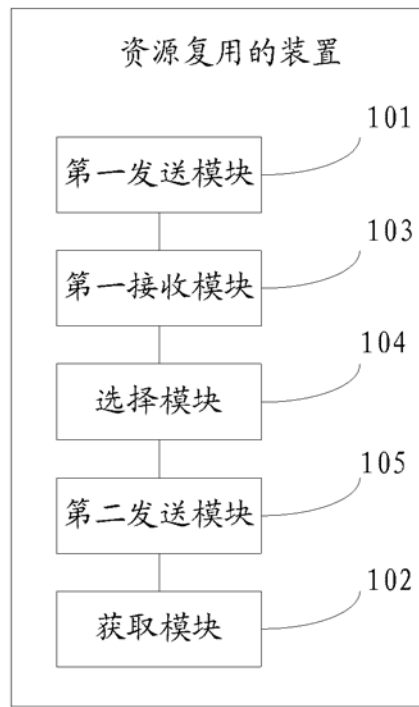 资源复用的装置
101
第一发送模块
103
第一接收模块
104
选择模块
105
第二发送模块
102
获取模块